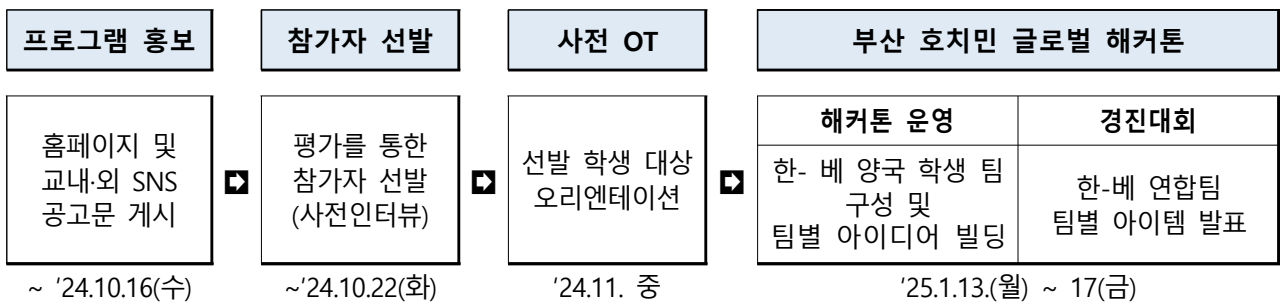 프로그램 홍보
참가자 선발
사전 OT
부산 호치민 글로벌 해커톤
홈페이지 및
교내·외 SNS
공고문 게시
평가를 통한
참가자 선발
(사전인터뷰)
선발 학생 대상
오리엔테이션
해커톤 운영
한- 베 양국 학생 팀
구성 및
팀별 아이디어 빌딩
경진대회
한-베 연합팀
팀별 아이템 발표
~ '24.10.16(수)
~'24.10.22(화)
'24.11. 중
'25.1.13.(월) ~ 17(금)